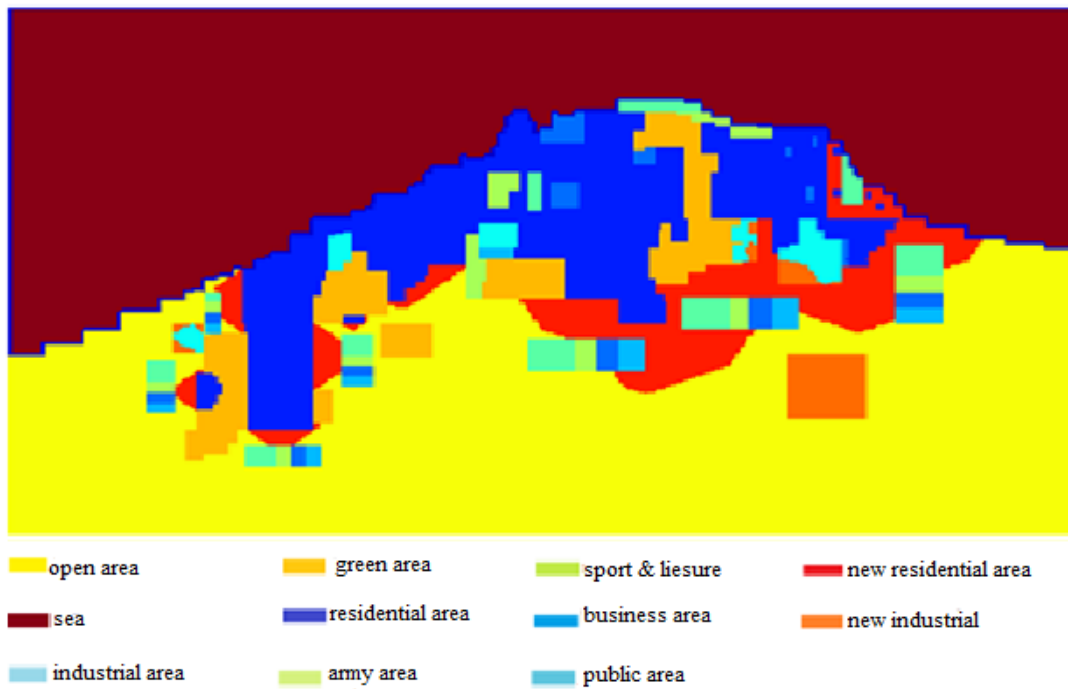 open area green area sport & liesure new residential area
sea residential area business area new industrial
industrial area army area public area